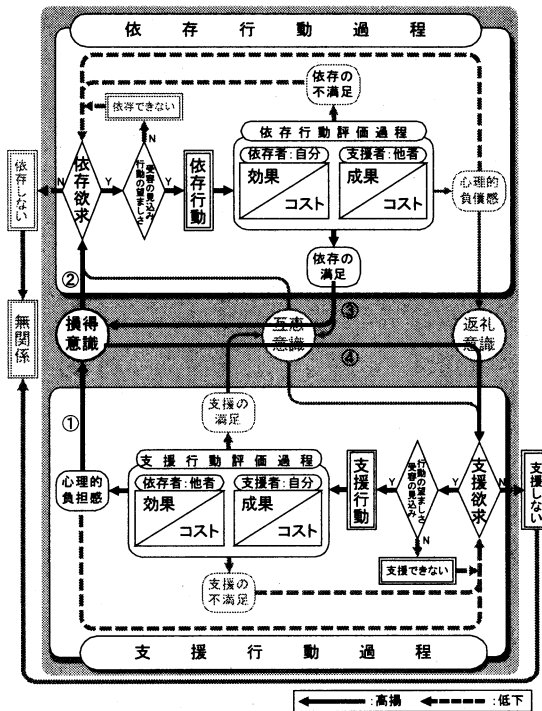 依存行動過程
依存の
不満足
依存できない
N
依存行動評価過程
依存者:自分
支援者:他者
効果
コスト
成果
コスト
依存しない
N
依存欲求
Y
受容の見込み
行動の望ましさ
Y
依存行動
心理的
負債感
依存の
満足
②
③
無関係
損得
意識
互恵
意識
返礼
意識
④
①
支援の
満足
支援行動評価過程
依存者:他者
支援者:自分
心理的
負担感
効果
コスト
成果
コスト
支援行動
Y
行動の望ましさ
受容の見込み
Y
支援欲求
N
支援しない
N
支援できない
支援の
不満足
支援行動過程
:高揚
:低下